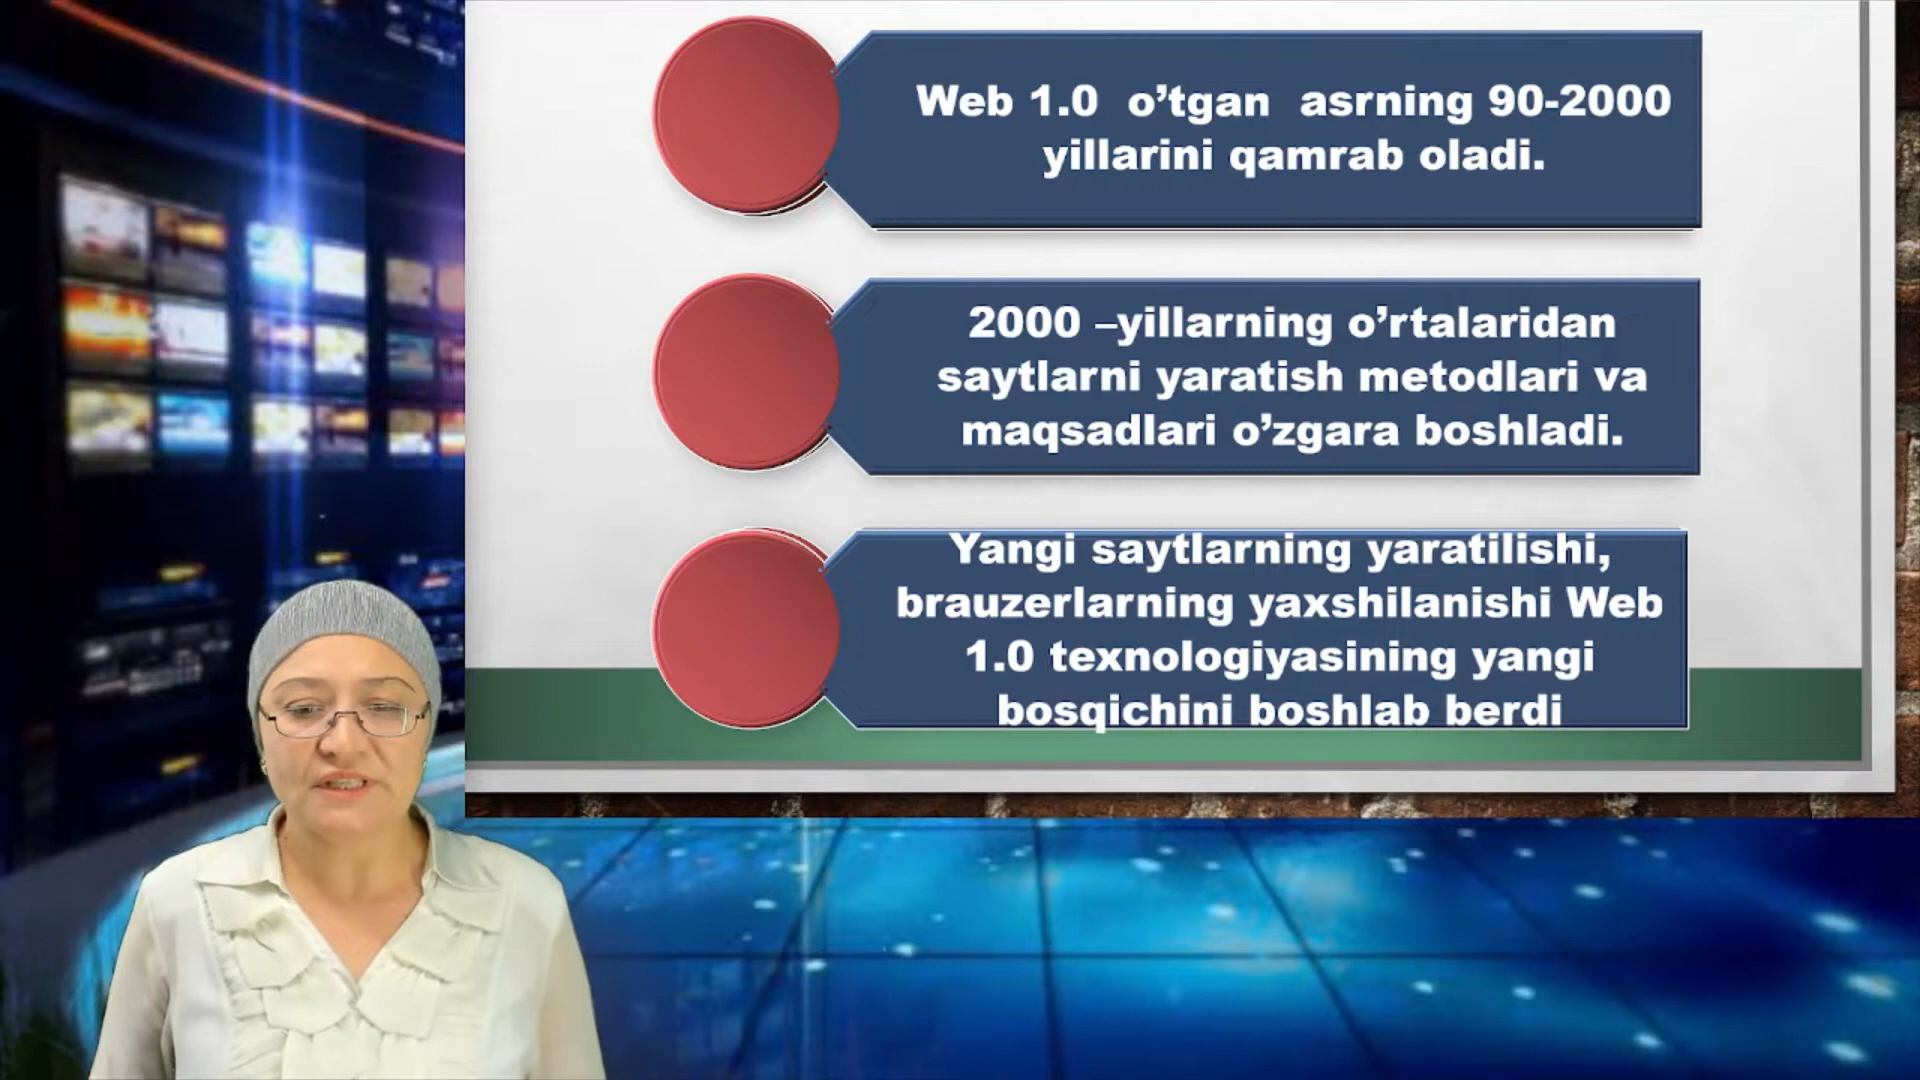 Web 1.0 o’tgan asrning 90-2000
yillarini qamrab oladi.
2000 –yillarning o’rtalaridan
saytlarni yaratish metodlari va
maqsadlari o’zgara boshladi.
Yangi saytlarning yaratilishi,
brauzerlarning yaxshilanishi Web
1.0 texnologiyasining yangi
bosqichini boshlab berdi